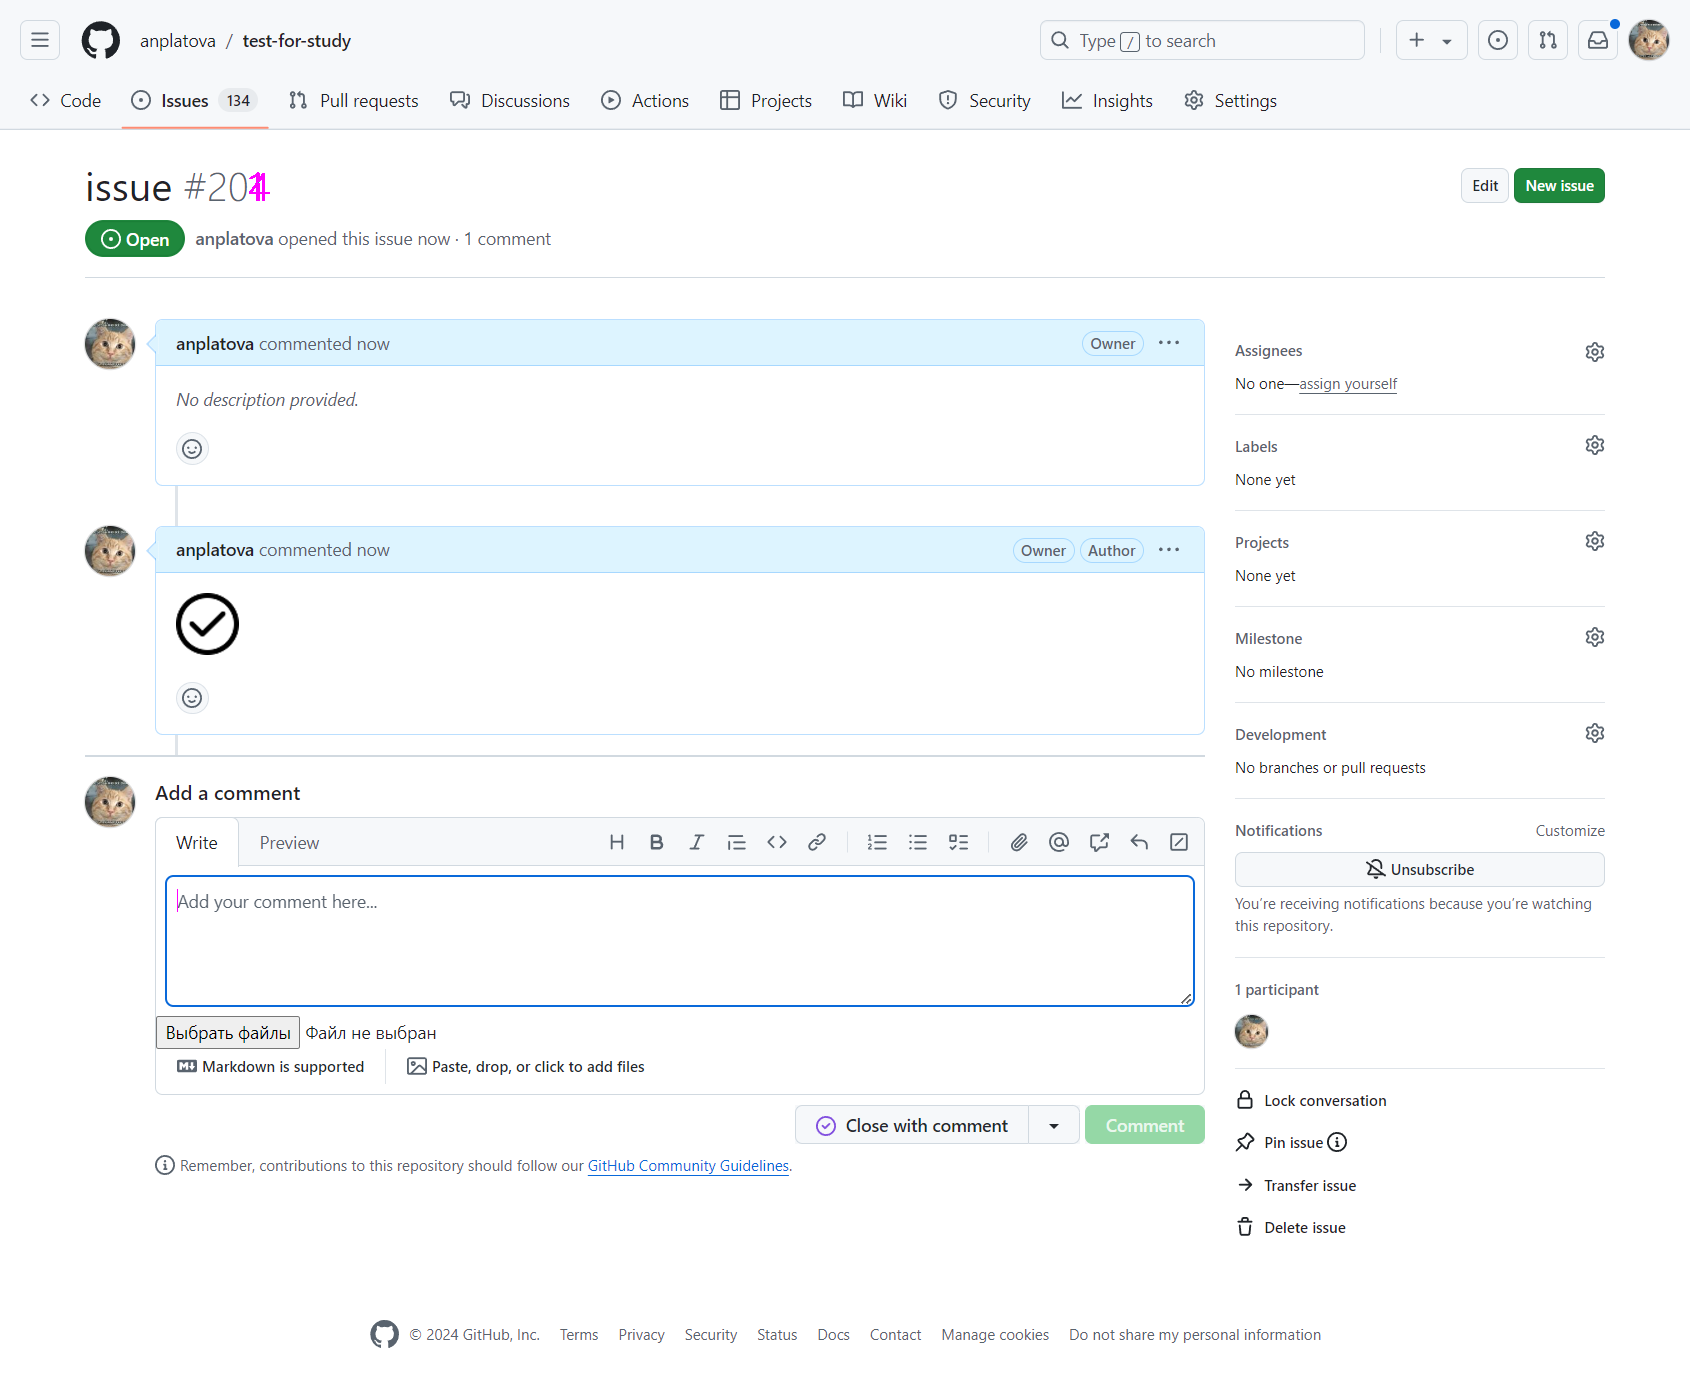 anplatova / test-for-study
Type / to search
Code
Issues 134
Pull requests
Discussions
Actions
Projects
Wiki
Security
Insights
Settings
issue #20
Edit
New issue
Open
anplatova opened this issue now · 1 comment
anplatova commented now
Owner
No description provided.
anplatova commented now
Owner
Author
Add a comment
Write
Preview
Add your comment here...
Выбрать файлы Файл не выбран
Markdown is supported
Paste, drop, or click to add files
Close with comment
Comment
Remember, contributions to this repository should follow our GitHub Community Guidelines.
Assignees
No one—assign yourself
Labels
None yet
Projects
None yet
Milestone
No milestone
Development
No branches or pull requests
Notifications
Customize
Unsubscribe
You're receiving notifications because you're watching
this repository.
1 participant
Lock conversation
Pin issue
Transfer issue
Delete issue
© 2024 GitHub, Inc.
Terms
Privacy
Security
Status
Docs
Contact
Manage cookies
Do not share my personal information